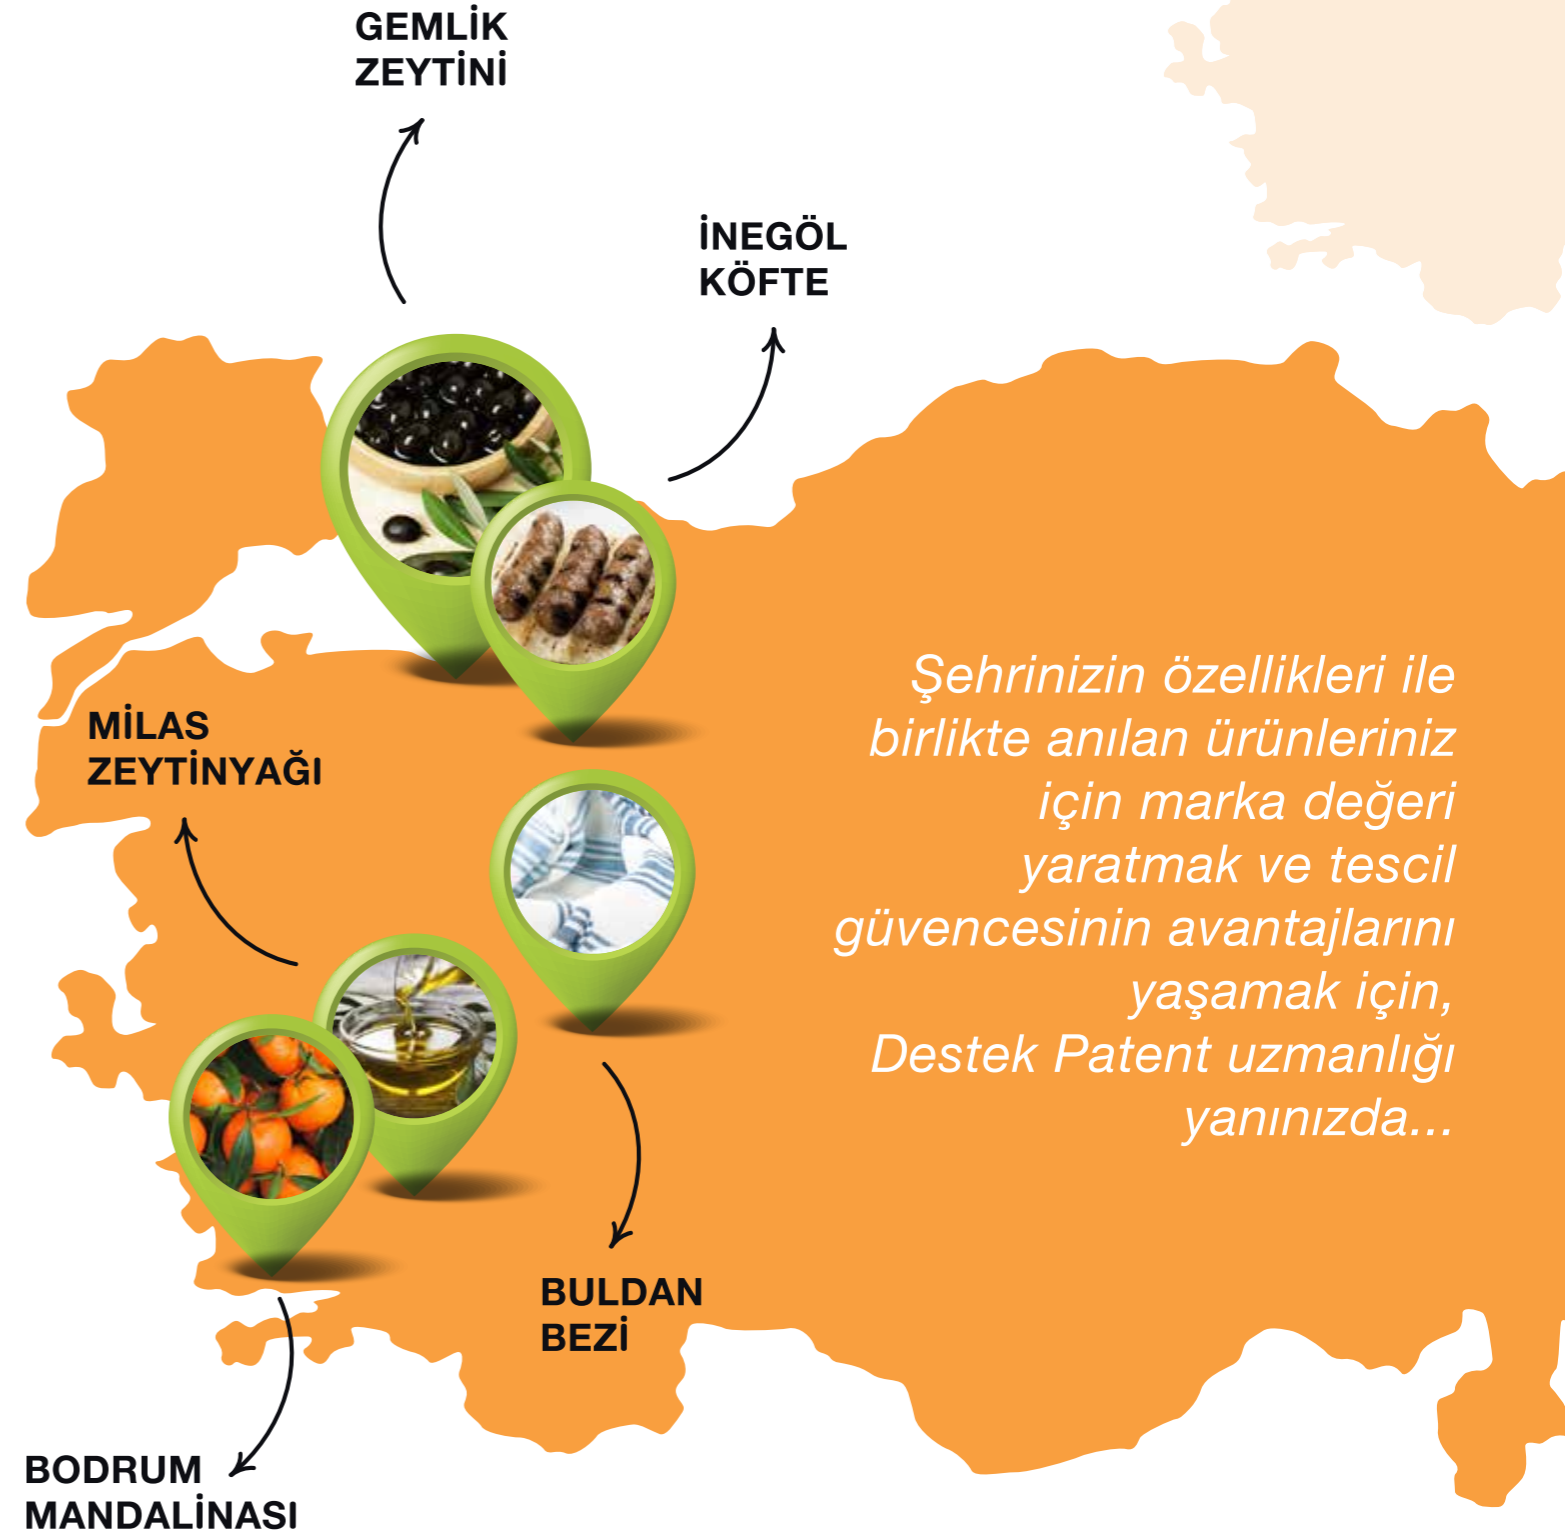 GEMLİK
ZEYTİNİ
İNEGÖL
KÖFTE
MİLAS
ZEYTİNYAĞI
Şehrinizin özellikleri ile
birlikte anılan ürünleriniz
için marka değeri
yaratmak ve tescil
güvencesinin avantajlarını
yaşamak için,
Destek Patent uzmanlığı
yanınızda...
BULDAN
BEZİ
BODRUM
MANDALİNASI